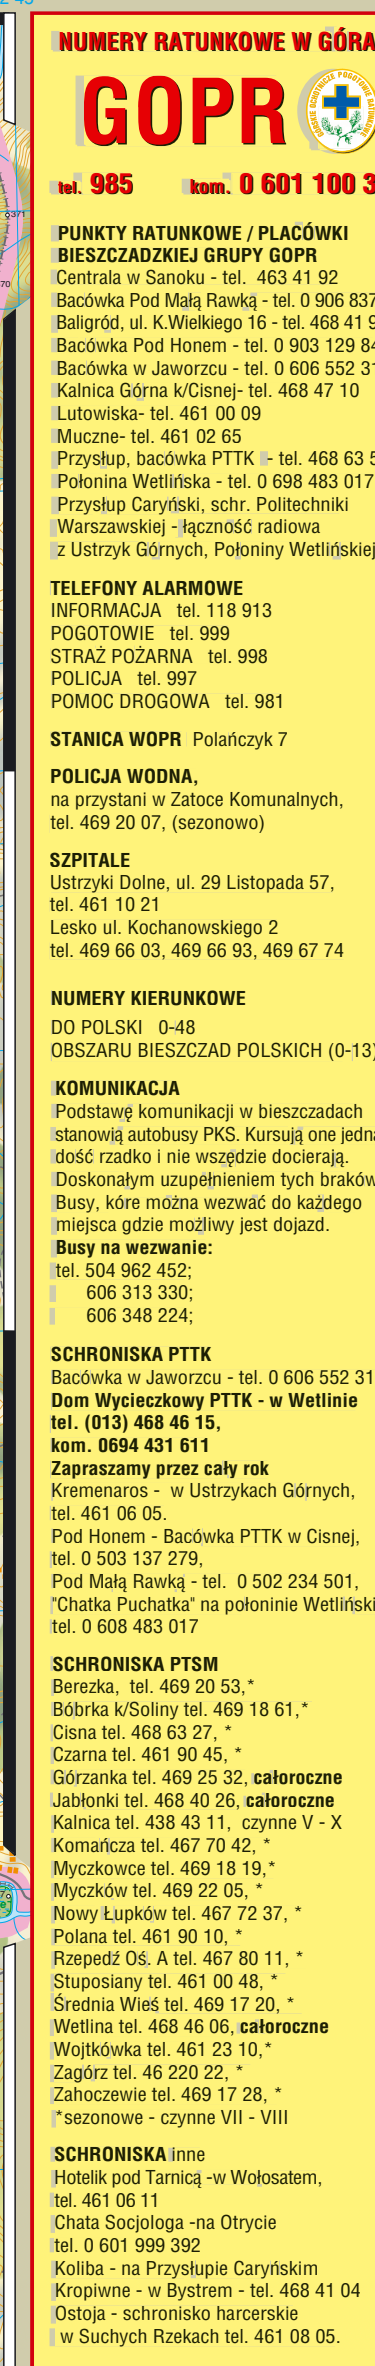 NUMERY RATUNKOWE W GÓRA
GOPR
GÓRSKIE OCHOTNICZE POGOTOWIE RATUNKOWE
tel. 985 kom. 0 601 100 3
PUNKTY RATUNKOWE / PLACÓWKI
BIESZCZADZKIEJ GRUPY GOPR
Centrala w Sanoku - tel. 463 41 92
Bacówka Pod Małą Rawką - tel. 0 906 837
Baligród, ul. K.Wielkiego 16 - tel. 468 41 9
Bacówka Pod Honem - tel. 0 903 129 84
Bacówka w Jaworzcu - tel. 0 606 552 31
Kalnica Górna k/Cisnej- tel. 468 47 10
Lutowiska- tel. 461 00 09
Muczne- tel. 461 02 65
Przysłup, bacówka PTTK - tel. 468 63 5
Połonina Wetlińska - tel. 0 698 483 017
Przysłup Caryński, schr. Politechniki
Warszawskiej - łączność radiowa
z Ustrzyk Górnych, Połoniny Wetlińskiej
TELEFONY ALARMOWE
INFORMACJA tel. 118 913
POGOTOWIE tel. 999
STRAŻ POŻARNA tel. 998
POLICJA tel. 997
POMOC DROGOWA tel. 981
STANICA WOPR Polańczyk 7
POLICJA WODNA,
na przystani w Zatoce Komunalnych,
tel. 469 20 07, (sezonowo)
SZPITALE
Ustrzyki Dolne, ul. 29 Listopada 57,
tel. 461 10 21
Lesko ul. Kochanowskiego 2
tel. 469 66 03, 469 66 93, 469 67 74
NUMERY KIERUNKOWE
DO POLSKI 0-48
OBSZARU BIESZCZAD POLSKICH (0-13)
KOMUNIKACJA
Podstawę komunikacji w bieszczadach
stanowią autobusy PKS. Kursują one jedna
dość rzadko i nie wszędzie docierają.
Doskonałym uzupełnieniem tych braków
Busy, kóre można wezwać do każdego
miejsca gdzie możliwy jest dojazd.
Busy na wezwanie:
tel. 504 962 452;
606 313 330;
606 348 224;
SCHRONISKA PTTK
Bacówka w Jaworzcu - tel. 0 606 552 31
Dom Wycieczkowy PTTK - w Wetlinie
tel. (013) 468 46 15,
kom. 0694 431 611
Zapraszamy przez cały rok
Kremenaros - w Ustrzykach Górnych,
tel. 461 06 05.
Pod Honem - Bacówka PTTK w Cisnej,
tel. 0 503 137 279,
Pod Małą Rawką - tel. 0 502 234 501,
"Chatka Puchatka" na połoninie Wetliński
tel. 0 608 483 017
SCHRONISKA PTSM
Berezka, tel. 469 20 53,*
Bóbrka k/Soliny tel. 469 18 61,*
Cisna tel. 468 63 27, *
Czarna tel. 461 90 45, *
Górzanka tel. 469 25 32, całoroczne
Jabłonki tel. 468 40 26, całoroczne
Kalnica tel. 438 43 11, czynne V - X
Komańcza tel. 467 70 42, *
Myczkowce tel. 469 18 19,*
Myczków tel. 469 22 05, *
Nowy Łupków tel. 467 72 37, *
Polana tel. 461 90 10, *
Rzepedź Oś. A tel. 467 80 11, *
Stuposiany tel. 461 00 48, *
Średnia Wieś tel. 469 17 20, *
Wetlina tel. 468 46 06, całoroczne
Wojtkówka tel. 461 23 10,*
Zagórz tel. 46 220 22, *
Zahoczewie tel. 469 17 28, *
*sezonowe - czynne VII - VIII
SCHRONISKA inne
Hotelik pod Tarnicą -w Wołosatem,
tel. 461 06 11
Chata Socjologa -na Otrycie
tel. 0 601 999 392
Koliba - na Przysłupie Caryńskim
Kropiwne - w Bystrem - tel. 468 41 04
Ostoja - schronisko harcerskie
w Suchych Rzekach tel. 461 08 05.